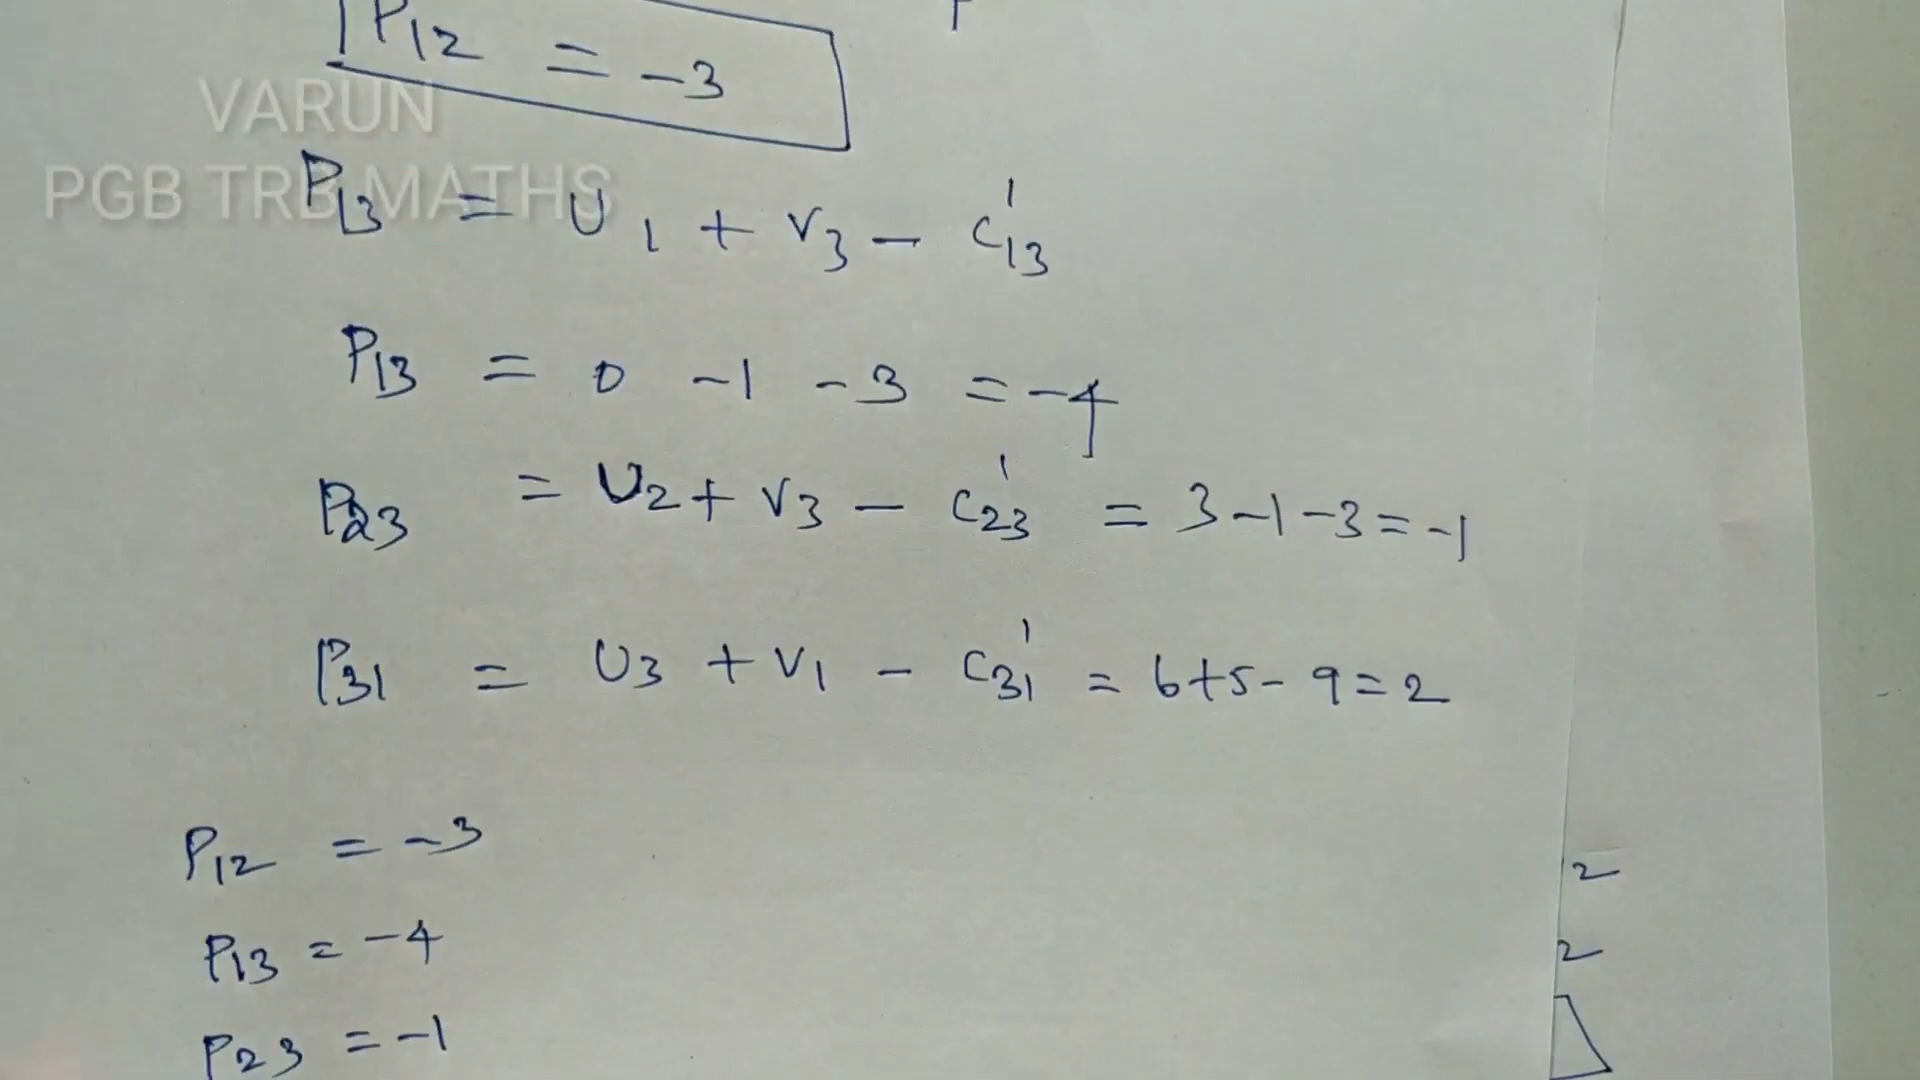 P12 = -3
VARUN
PGB TRB MATHS
P13 = U1 + V3 - C'13
P13 = 0 -1 -3 = -4
P23 = U2 + V3 - C'23 = 3-1-3=-1
P31 = U3 + V1 - C'31 = 6+5-9=2
P12 = -3
P13 = -4
P23 = -1
2
2